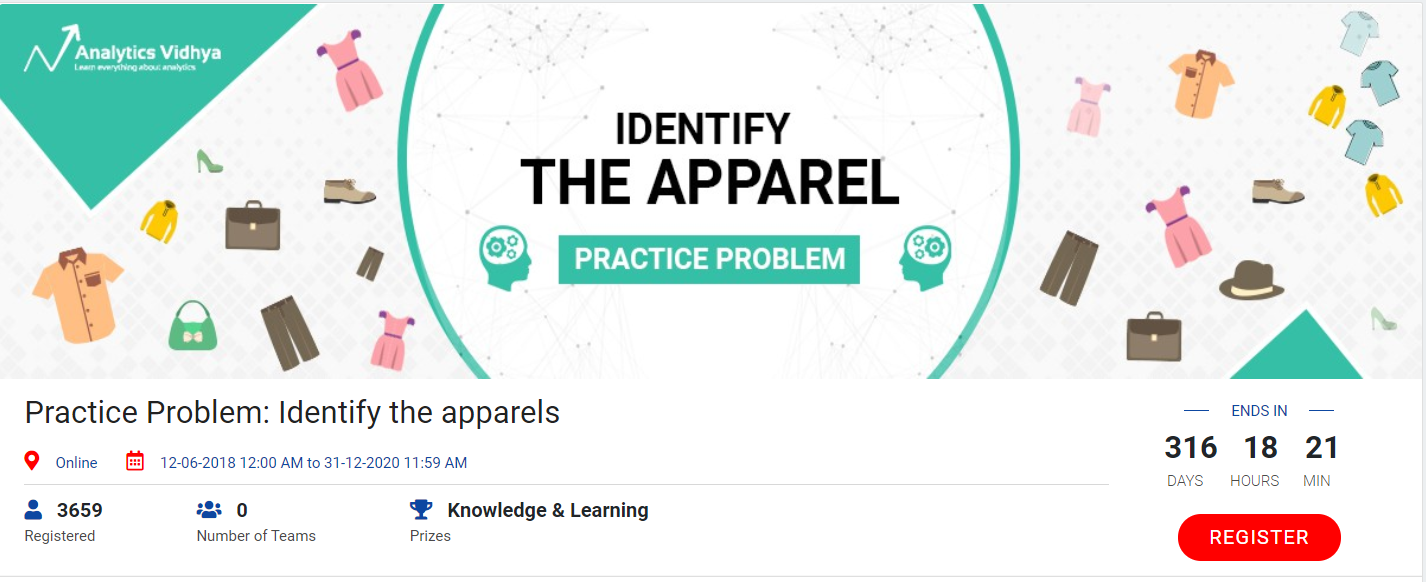 Analytics Vidhya
Learn everything about analytics
IDENTIFY
THE APPAREL
PRACTICE PROBLEM
Practice Problem: Identify the apparels
Online 12-06-2018 12:00 AM to 31-12-2020 11:59 AM
3659 0 Knowledge & Learning
Registered Number of Teams Prizes
ENDS IN
316 18 21
DAYS HOURS MIN
REGISTER